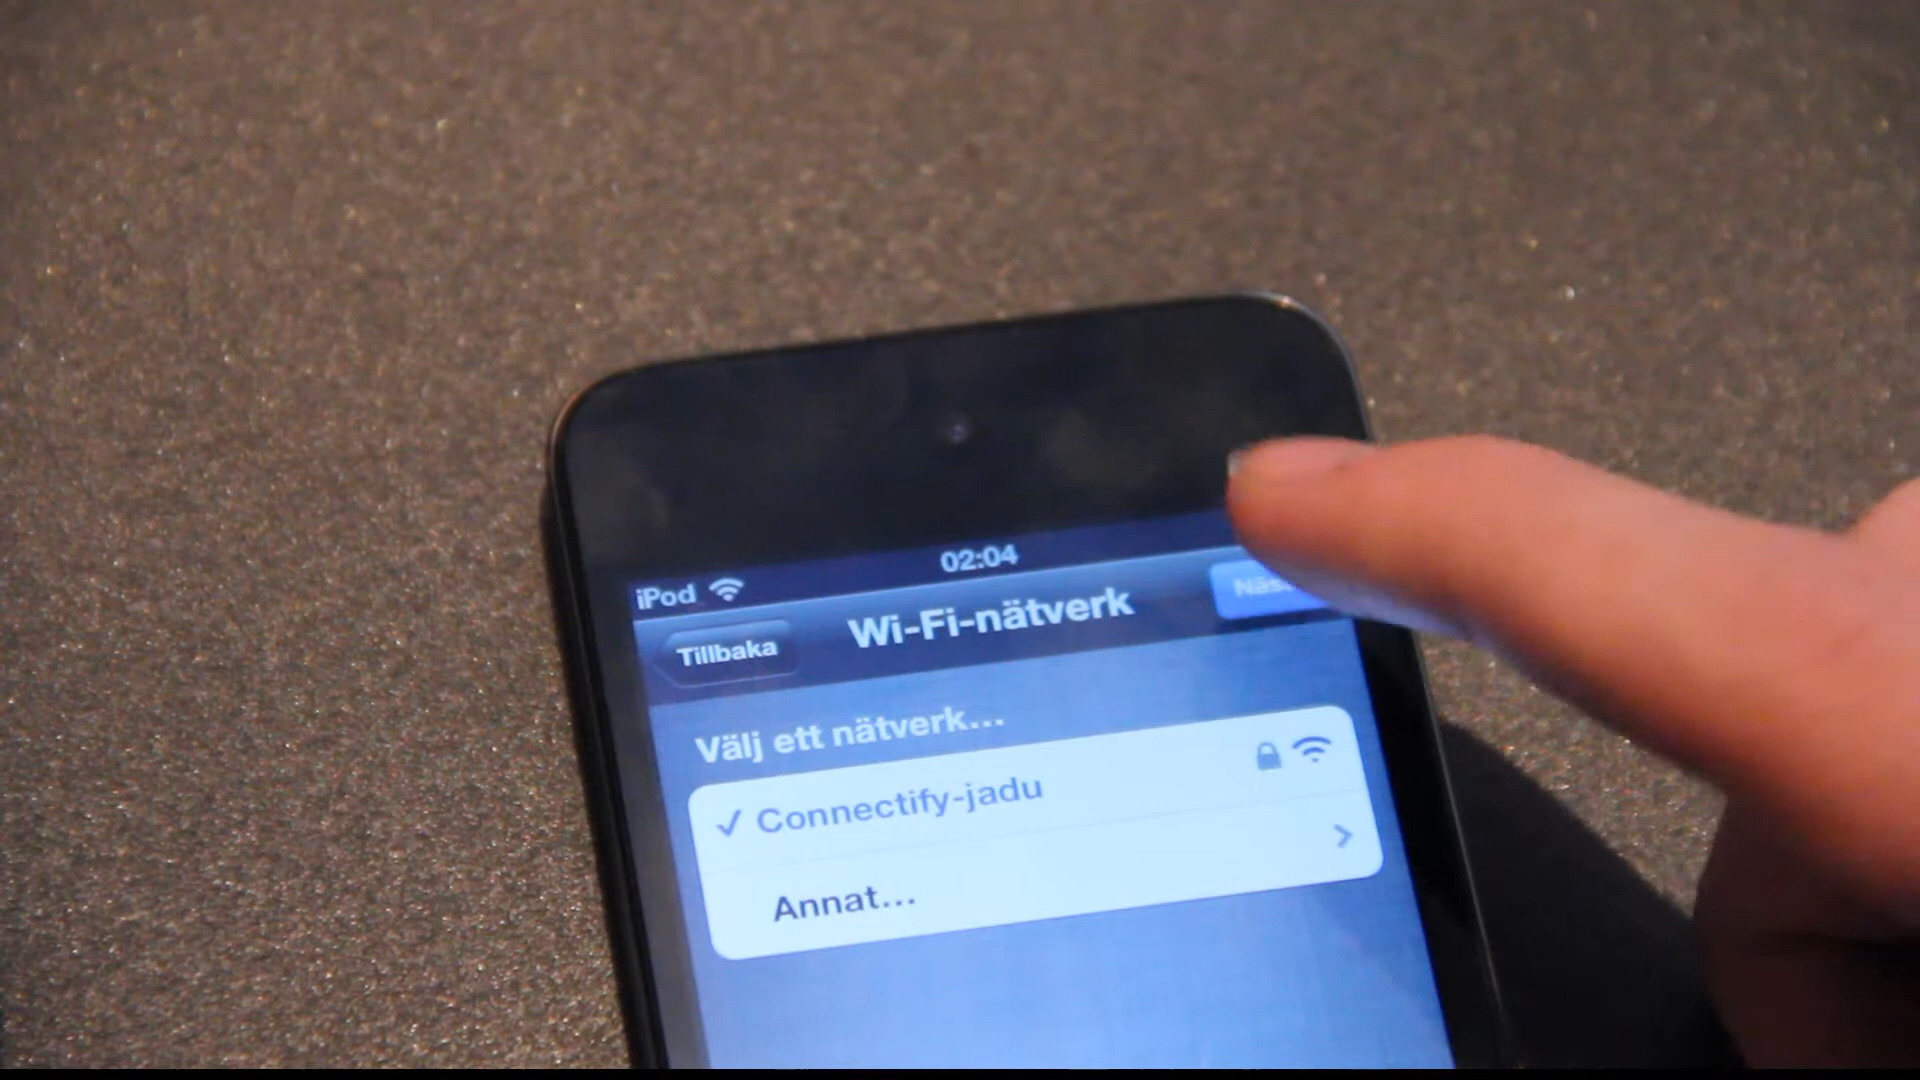 iPod 02:04
Tillbaka Wi-Fi-nätverk
Välj ett nätverk...
✓ Connectify-jadu
Annat...